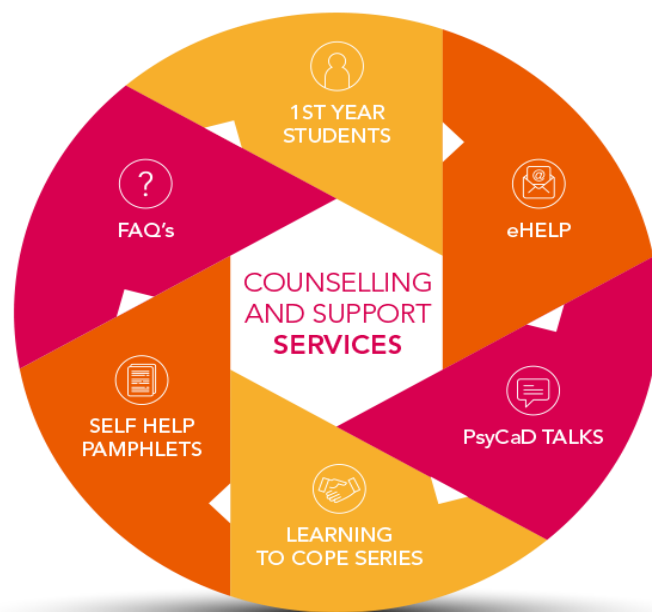 1ST YEAR
STUDENTS
eHELP
PsyCaD TALKS
LEARNING
TO COPE SERIES
SELF HELP
PAMPHLETS
?
FAQ's
@
COUNSELLING
AND SUPPORT
SERVICES